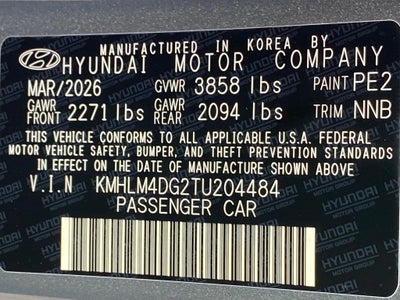 MANUFACTURED IN KOREA BY
HYUNDAI MOTOR COMPANY
MAR/2026 GVWR 3858 lbs PAINT PE2
GAWR FRONT 2271 lbs GAWR REAR 2094 lbs TRIM NNB
THIS VEHICLE CONFORMS TO ALL APPLICABLE U.S.A. FEDERAL
MOTOR VEHICLE SAFETY, BUMPER, AND THEFT PREVENTION STANDARDS
IN EFFECT ON THE DATE OF MANUFACTURE SHOWN ABOVE
V.I.N KMHLM4DG2TU204484
PASSENGER CAR